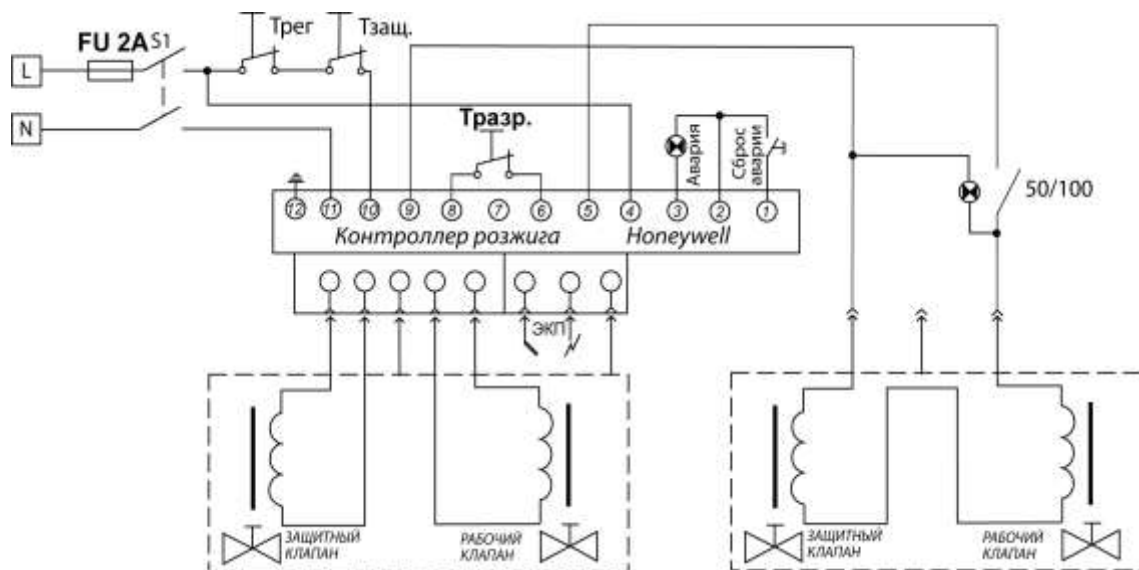 Трег
Тзащ.
FU 2A
S1
L
N
Тразр.
Авария
Сброс
аварии
50/100
12 11 10 9 8 7 6 5 4 3 2 1
Контроллер розжига Honeywell
ЭКП
ЗАЩИТНЫЙ
КЛАПАН
РАБОЧИЙ
КЛАПАН
ЗАЩИТНЫЙ
КЛАПАН
РАБОЧИЙ
КЛАПАН